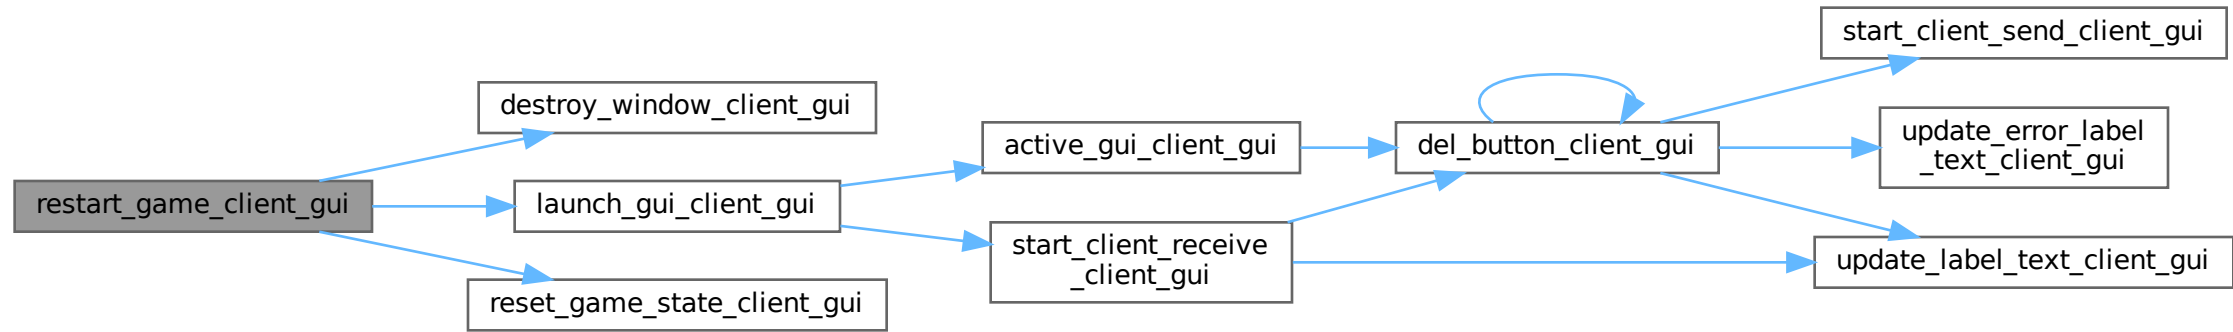 restart_game_client_gui
destroy_window_client_gui
launch_gui_client_gui
reset_game_state_client_gui
active_gui_client_gui
start_client_receive
_client_gui
del_button_client_gui
start_client_send_client_gui
update_error_label
_text_client_gui
update_label_text_client_gui